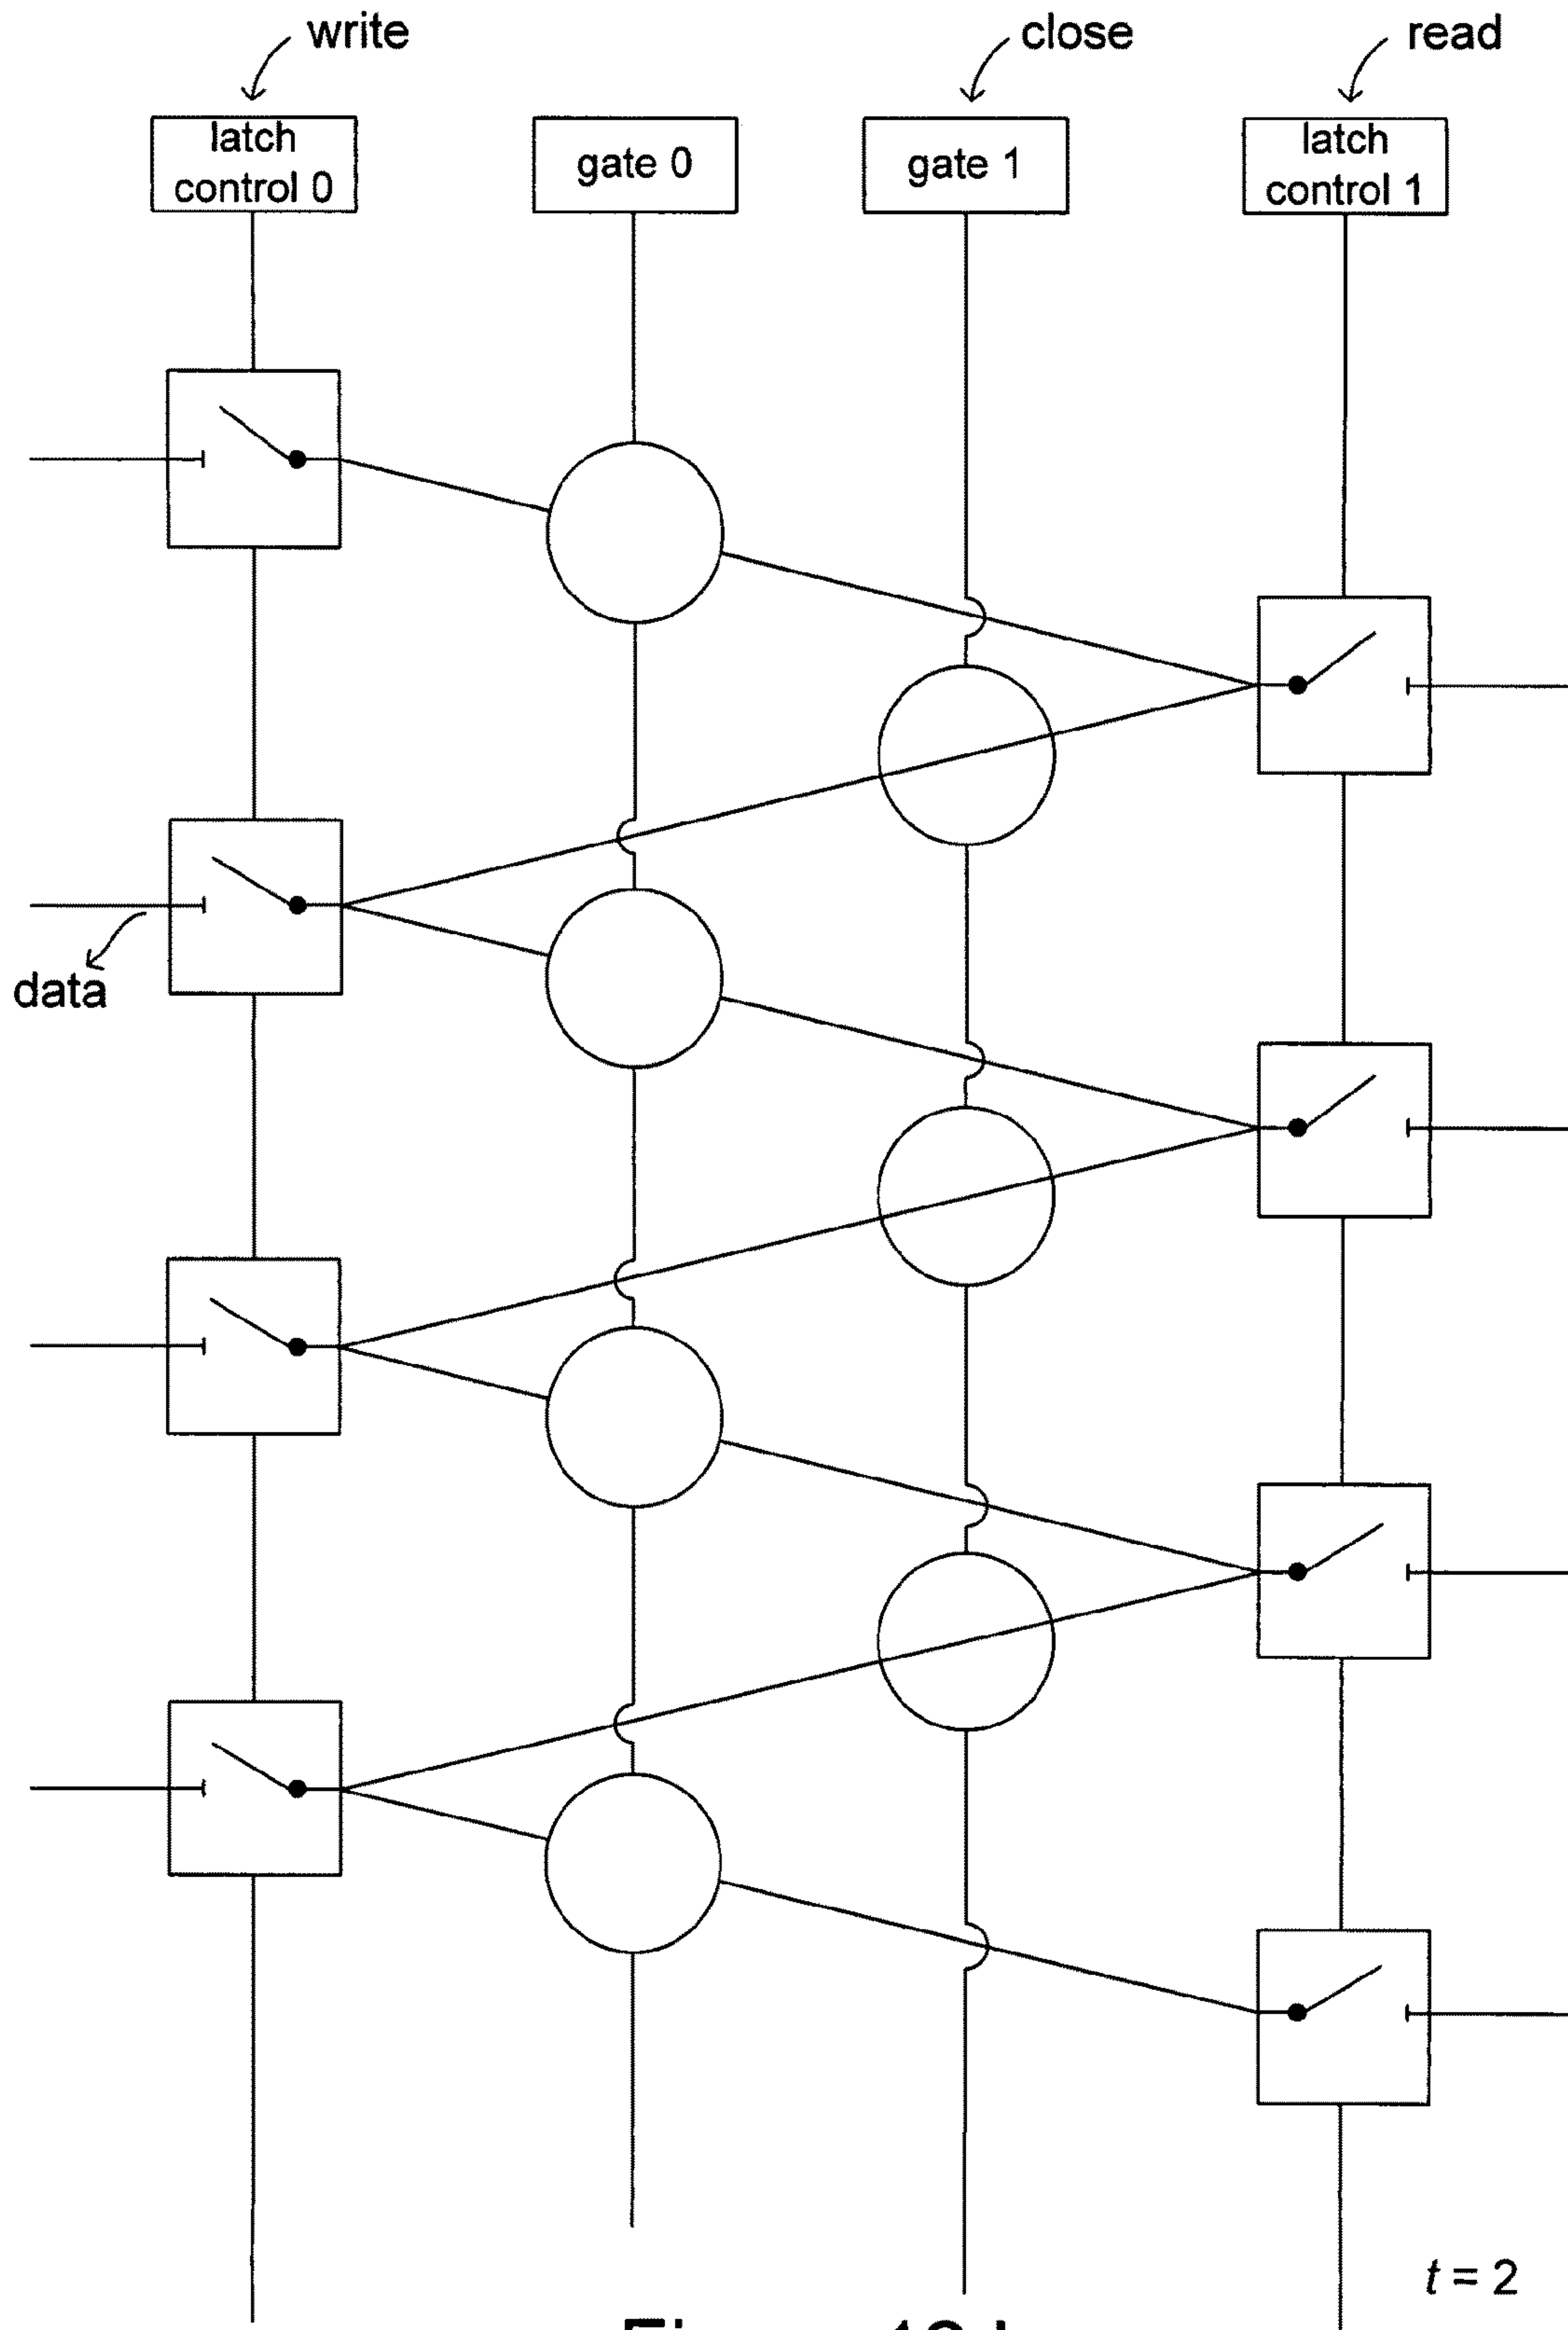 write
close
read
latch
control 0
gate 0
gate 1
latch
control 1
data
t = 2